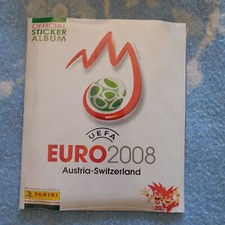 OFFICIAL
STICKER
ALBUM
UEFA
EURO2008
Austria-Switzerland
PANINI